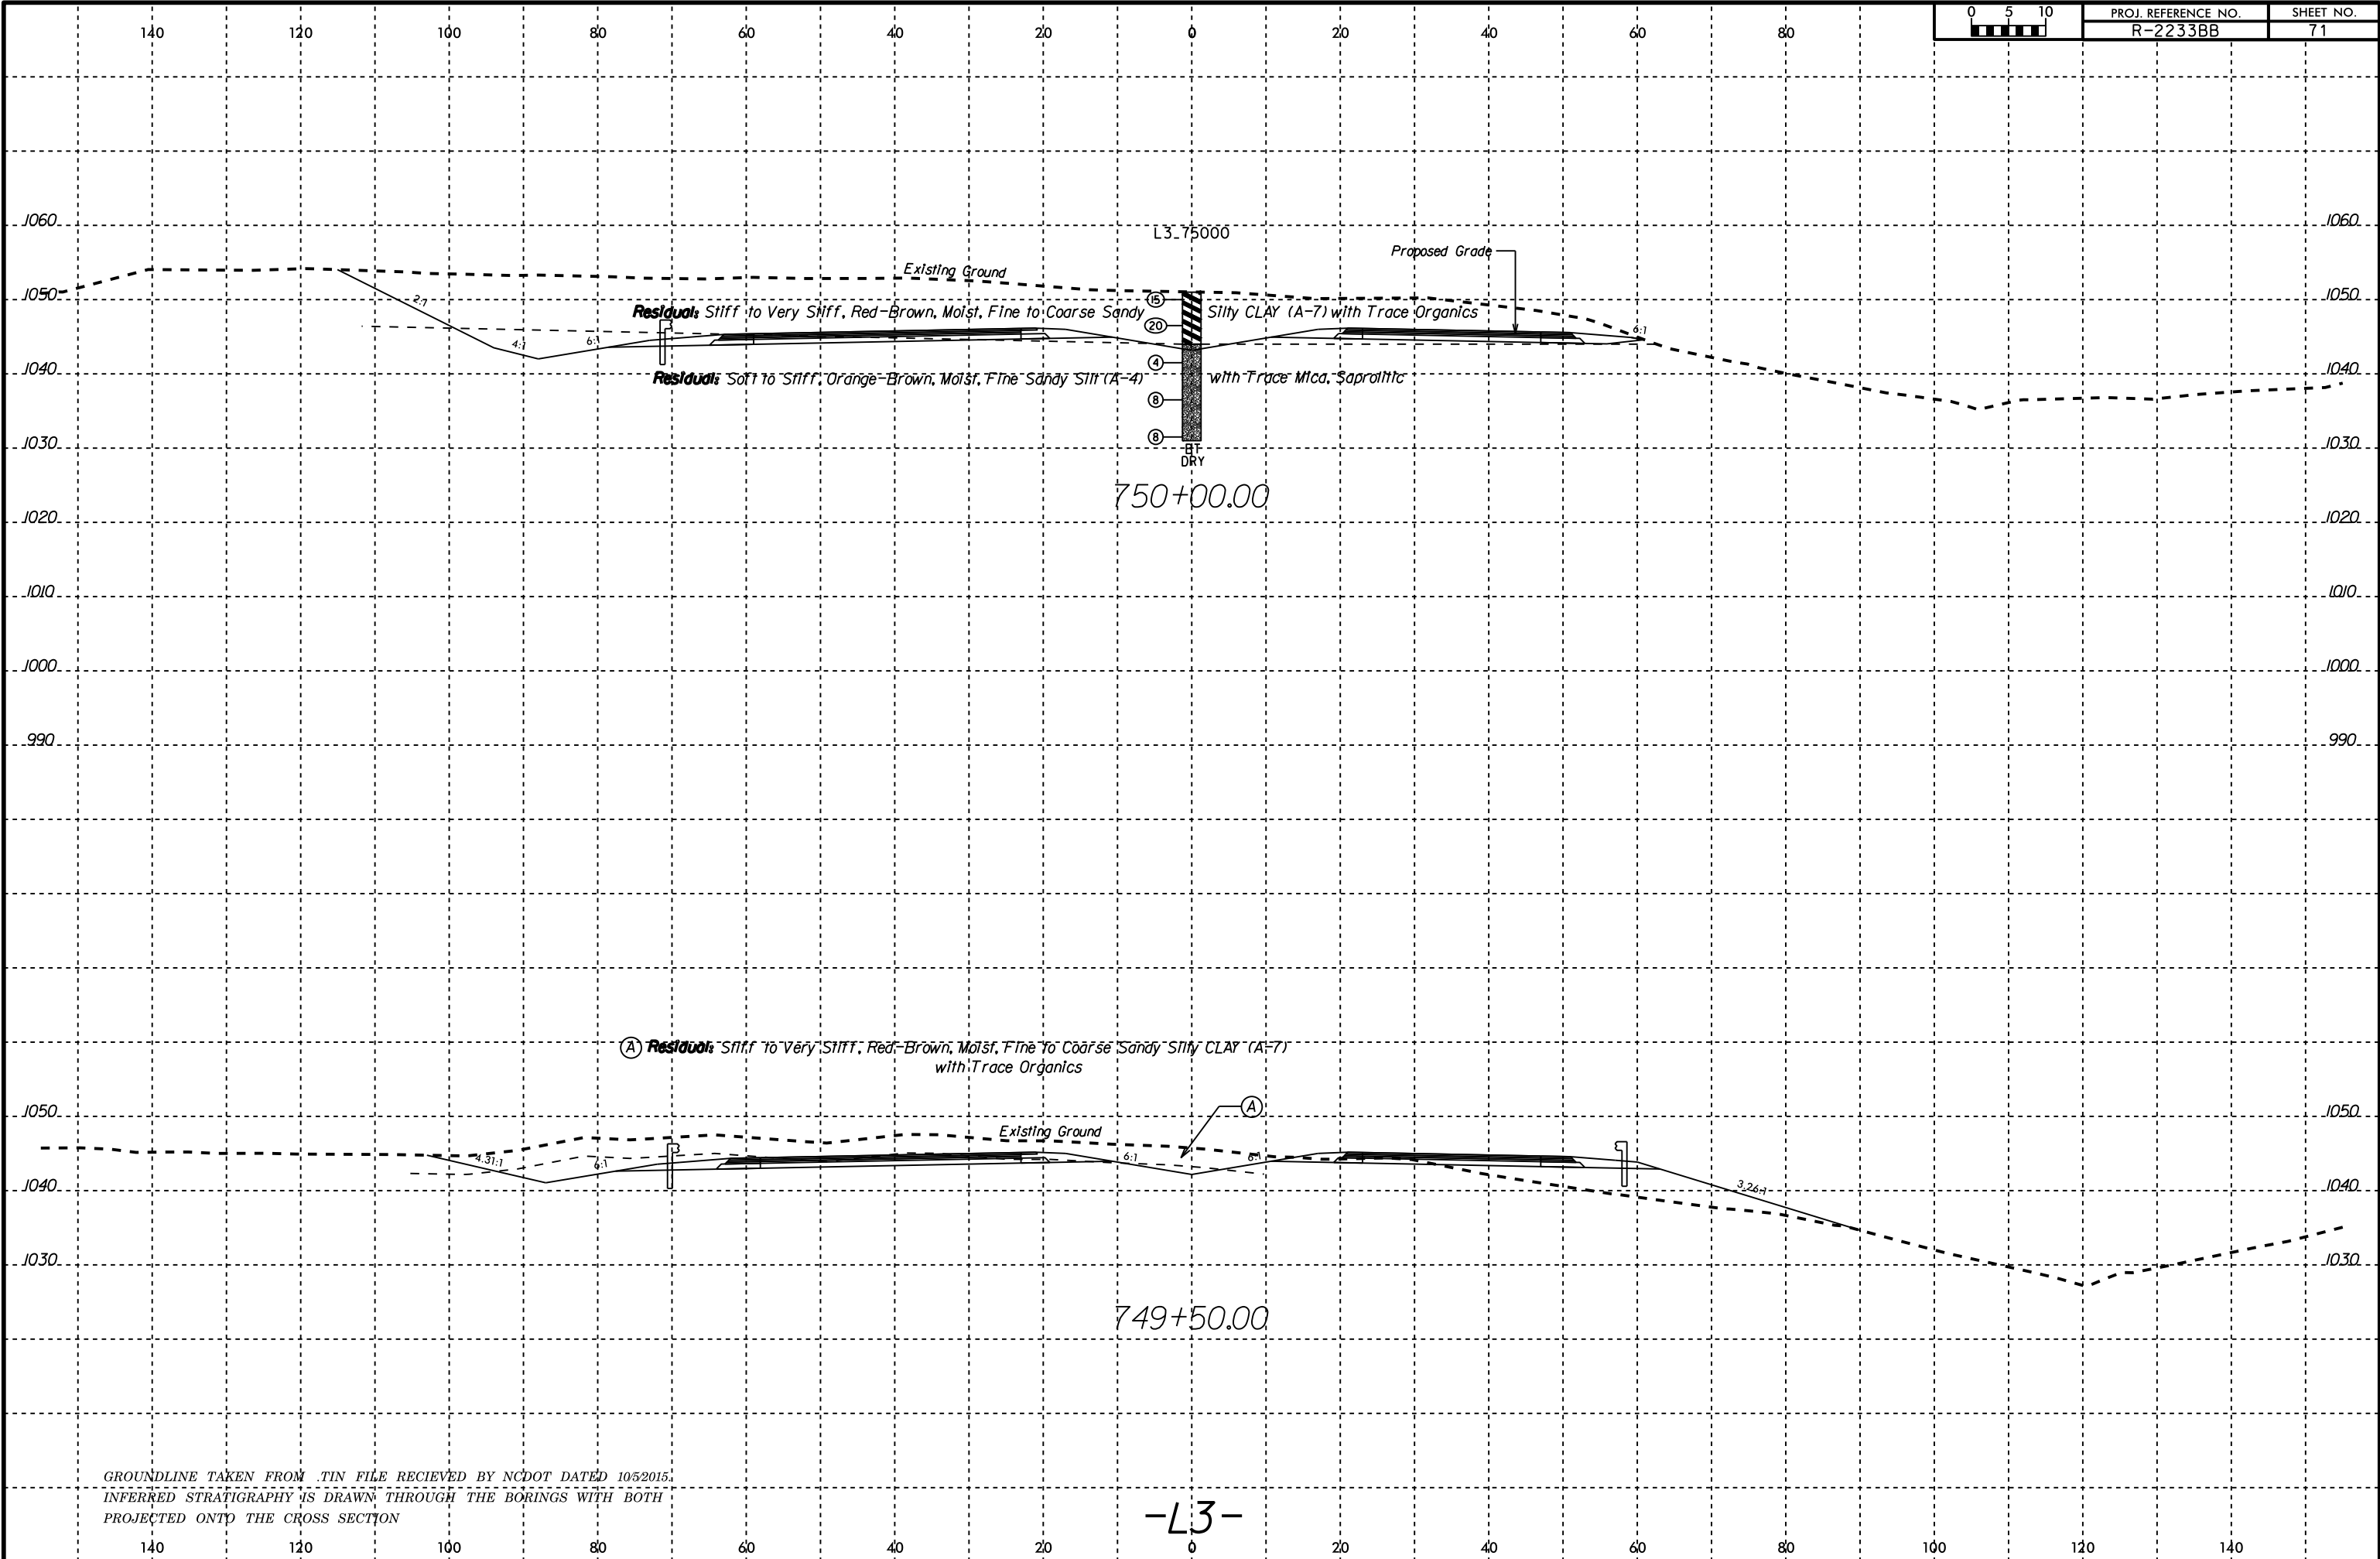 0 5 10
PROJ. REFERENCE NO. SHEET NO.
R-2233BB 71
140 120 100 80 60 40 20 0 20 40 60 80
1060 1060
L3_75000
Proposed Grade
Existing Ground
1050 1050
2:1
15
Residual: Stiff to Very Stiff, Red-Brown, Moist, Fine to Coarse Sandy Silty CLAY (A-7) with Trace Organics
20
6:1
4:1 6:1
4
1040 1040
Residual: Soft to Stiff, Orange-Brown, Moist, Fine Sandy Silt (A-4) with Trace Mica, Saprolitic
8
8
1030 1030
BT
DRY
750+00.00
1020 1020
1010 1010
1000 1000
990 990
A Residual: Stiff to Very Stiff, Red-Brown, Moist, Fine to Coarse Sandy Silty CLAY (A-7)
with Trace Organics
A
1050 1050
Existing Ground
4.31:1 6:1 6:1 6:1
3.26:1
1040 1040
1030 1030
749+50.00
GROUNDLINE TAKEN FROM .TIN FILE RECIEVED BY NCDOT DATED 10/5/2015.
INFERRED STRATIGRAPHY IS DRAWN THROUGH THE BORINGS WITH BOTH
PROJECTED ONTO THE CROSS SECTION
-L3-
140 120 100 80 60 40 20 0 20 40 60 80 100 120 140